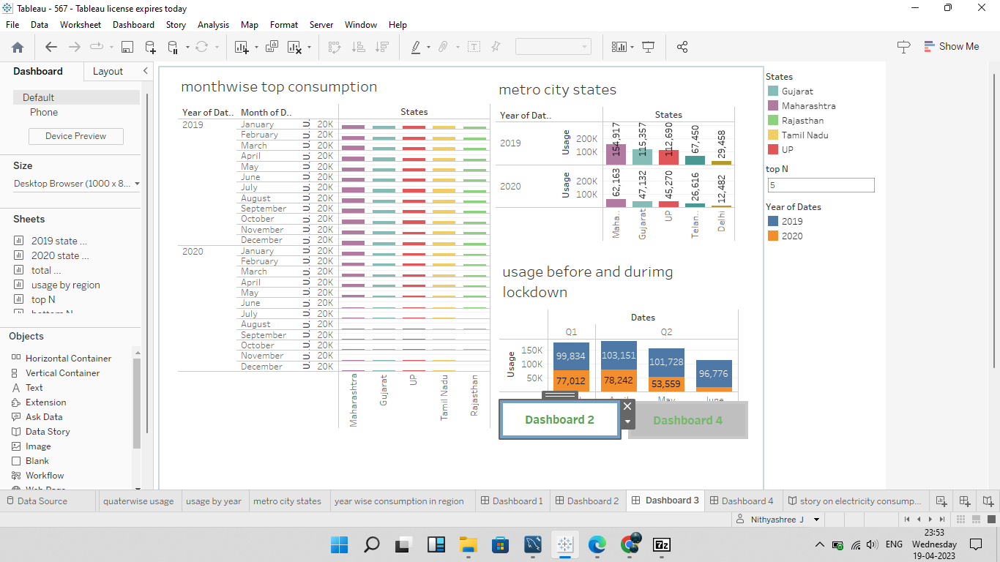 Tableau - 567 - Tableau license expires today
File Data Worksheet Dashboard Story Analysis Map Format Server Window Help
Show Me
Dashboard Layout
Default
Phone
Device Preview
Size
Desktop Browser (1000 x 8...
Sheets
2019 state ...
2020 state ...
total ...
usage by region
top N
Objects
Horizontal Container
Vertical Container
Text
Extension
Ask Data
Data Story
Image
Blank
Workflow
monthwise top consumption
Year of Dat.. Month of D..
States
2019
January 20K
February 20K
March 20K
April 20K
May 20K
June 20K
July 20K
August 20K
September 20K
October 20K
November 20K
December 20K
2020
January 20K
February 20K
March 20K
April 20K
May 20K
June 20K
July 20K
August 20K
September 20K
October 20K
November 20K
December 20K
Maharashtra
Gujarat
UP
Tamil Nadu
Rajasthan
metro city states
Year of Dat..
States
2019
Usage
200K
100K
154,917
115,357
112,690
67,450
29,458
2020
Usage
200K
100K
62,163
47,132
45,270
26,616
12,482
Maha..
Gujarat
UP
Telan..
Delhi
usage before and durimg
lockdown
Dates
Q1 Q2
Usage
150K
100K
50K
99,834 103,151 101,728 96,776
77,012 78,242 53,559
Dashboard 2
Dashboard 4
States
Gujarat
Maharashtra
Rajasthan
Tamil Nadu
UP
top N
5
Year of Dates
2019
2020
Data Source quaterwise usage usage by year metro city states year wise consumption in region Dashboard 1 Dashboard 2 Dashboard 3 Dashboard 4 story on electricity consump...
Nithyashree J
7z
ENG
23:53
Wednesday
19-04-2023